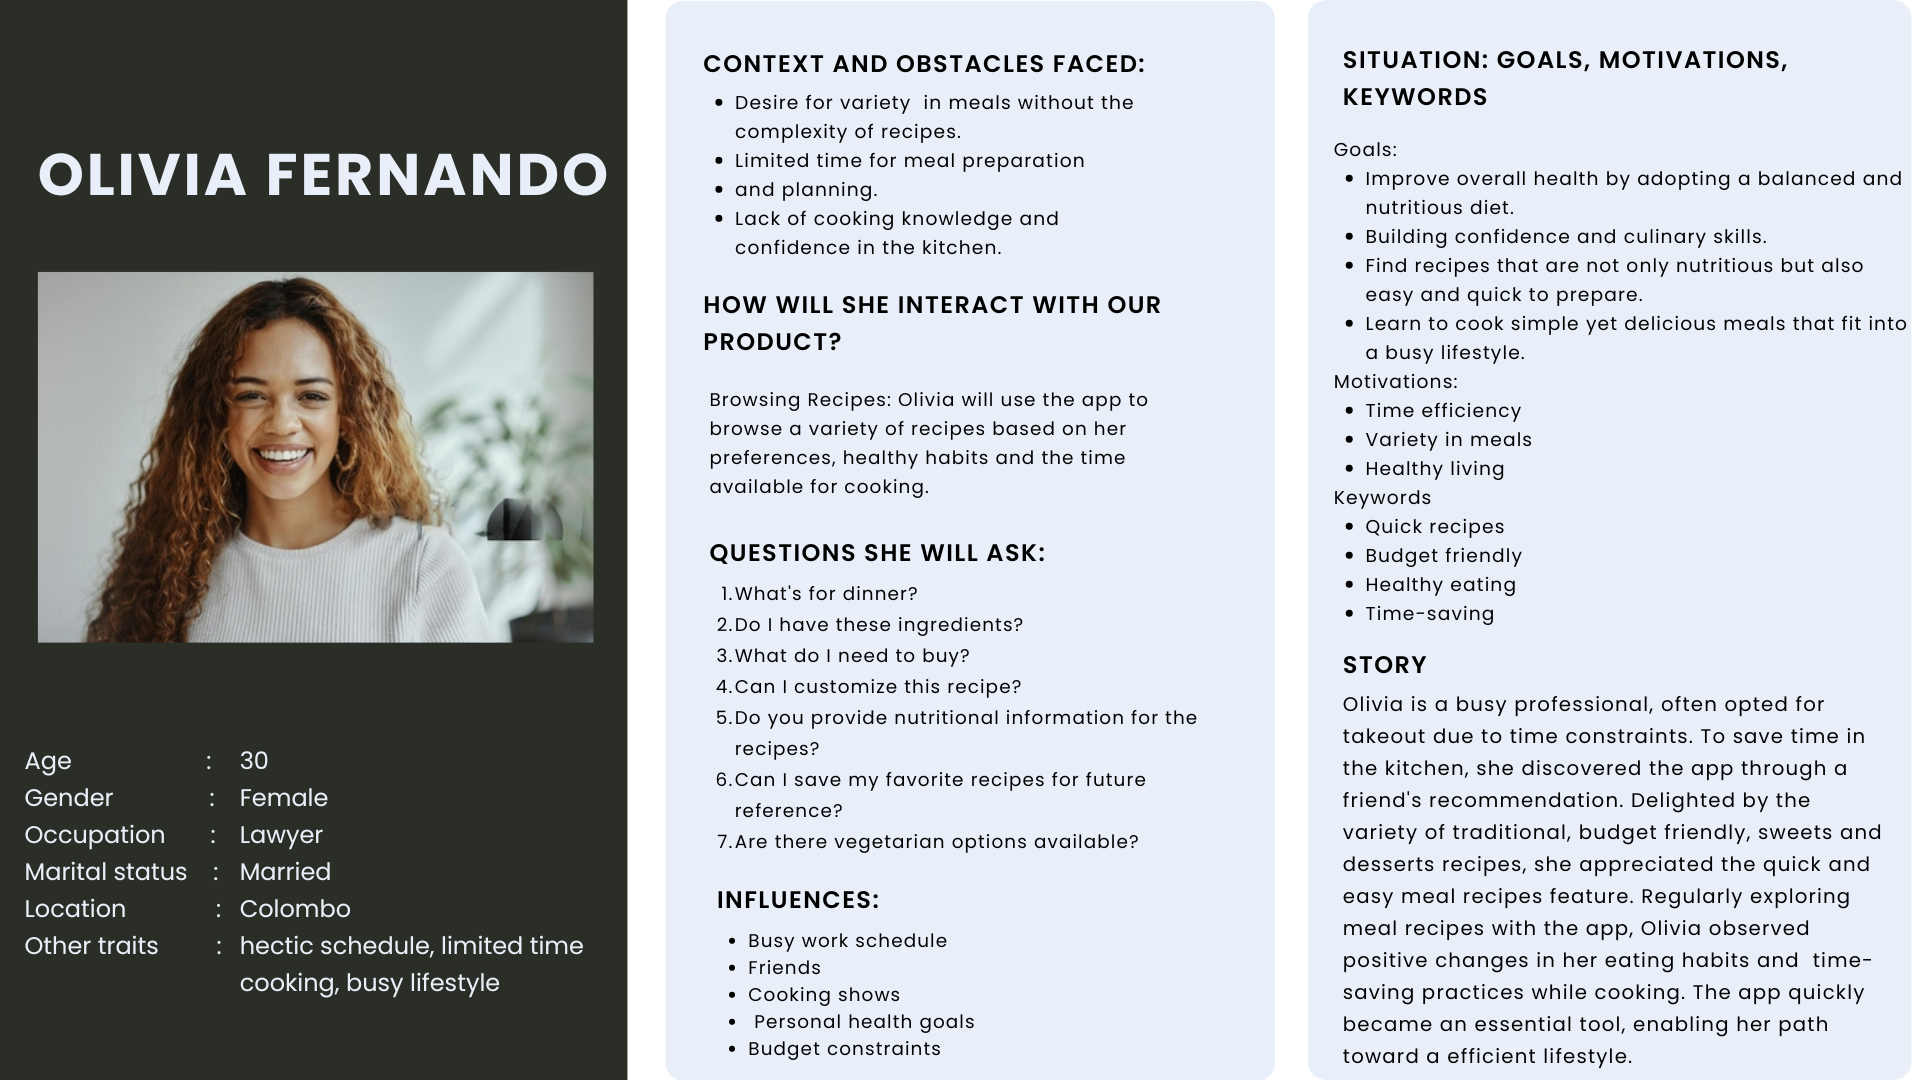 OLIVIA FERNANDO
Age : 30
Gender : Female
Occupation : Lawyer
Marital status : Married
Location : Colombo
Other traits : hectic schedule, limited time
cooking, busy lifestyle
CONTEXT AND OBSTACLES FACED:
• Desire for variety  in meals without the
complexity of recipes.
• Limited time for meal preparation
• and planning.
• Lack of cooking knowledge and
confidence in the kitchen.
HOW WILL SHE INTERACT WITH OUR
PRODUCT?
Browsing Recipes: Olivia will use the app to
browse a variety of recipes based on her
preferences, healthy habits and the time
available for cooking.
QUESTIONS SHE WILL ASK:
1.What's for dinner?
2.Do I have these ingredients?
3.What do I need to buy?
4.Can I customize this recipe?
5.Do you provide nutritional information for the
recipes?
6.Can I save my favorite recipes for future
reference?
7.Are there vegetarian options available?
INFLUENCES:
• Busy work schedule
• Friends
• Cooking shows
• Personal health goals
• Budget constraints
SITUATION: GOALS, MOTIVATIONS,
KEYWORDS
Goals:
• Improve overall health by adopting a balanced and
nutritious diet.
• Building confidence and culinary skills.
• Find recipes that are not only nutritious but also
easy and quick to prepare.
• Learn to cook simple yet delicious meals that fit into
a busy lifestyle.
Motivations:
• Time efficiency
• Variety in meals
• Healthy living
Keywords
• Quick recipes
• Budget friendly
• Healthy eating
• Time-saving
STORY
Olivia is a busy professional, often opted for
takeout due to time constraints. To save time in
the kitchen, she discovered the app through a
friend's recommendation. Delighted by the
variety of traditional, budget friendly, sweets and
desserts recipes, she appreciated the quick and
easy meal recipes feature. Regularly exploring
meal recipes with the app, Olivia observed
positive changes in her eating habits and  time-
saving practices while cooking. The app quickly
became an essential tool, enabling her path
toward a efficient lifestyle.